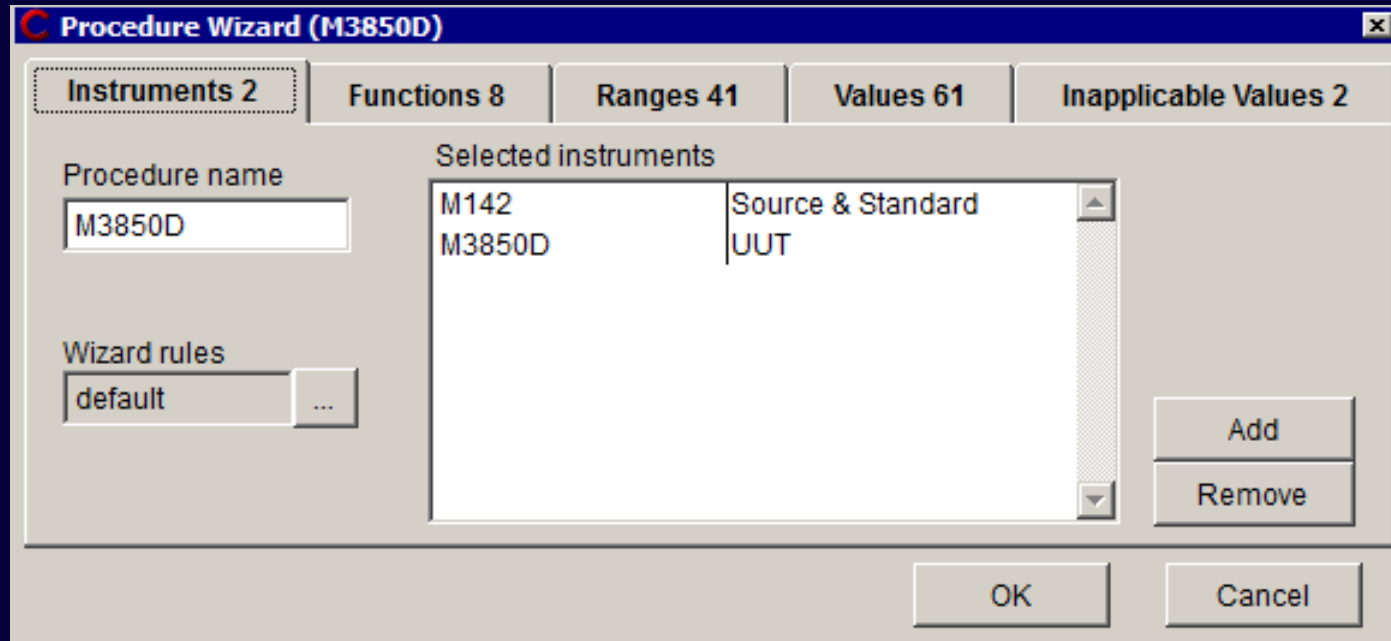 Procedure Wizard (M3850D)
Instruments 2 Functions 8 Ranges 41 Values 61 Inapplicable Values 2
Selected instruments
Procedure name
M3850D
M142 Source & Standard
M3850D UUT
Wizard rules
default ...
Add
Remove
OK Cancel